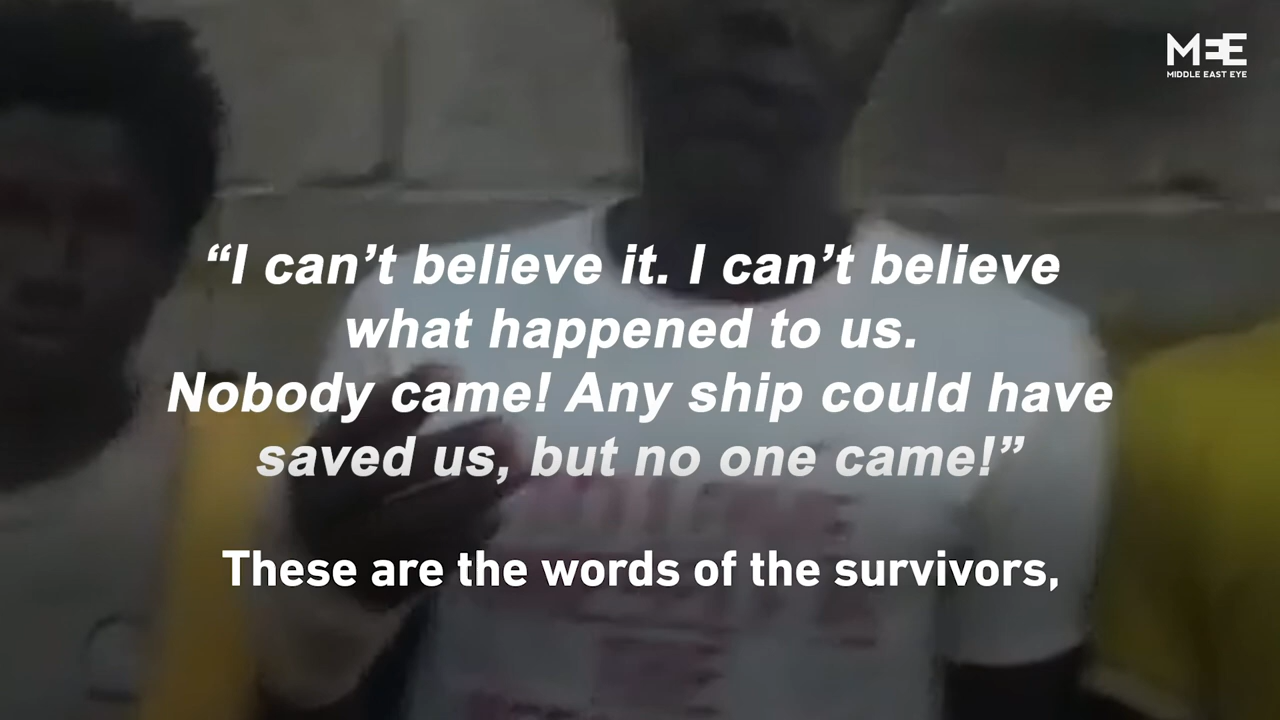 MEE
MIDDLE EAST EYE
“I can’t believe it. I can’t believe
what happened to us.
Nobody came! Any ship could have
saved us, but no one came!”
These are the words of the survivors,